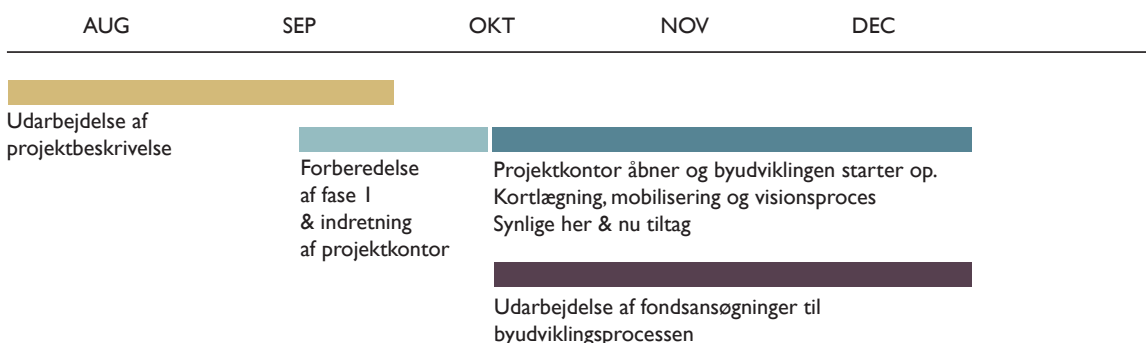 AUG SEP OKT NOV DEC
Udarbejdelse af
projektbeskrivelse
Forberedelse
af fase 1
& indretning
af projektkontor
Projektkontor åbner og byudviklingen starter op.
Kortlægning, mobilisering og visionsproces
Synlige her & nu tiltag
Udarbejdelse af fondsansøgninger til
byudviklingsprocessen